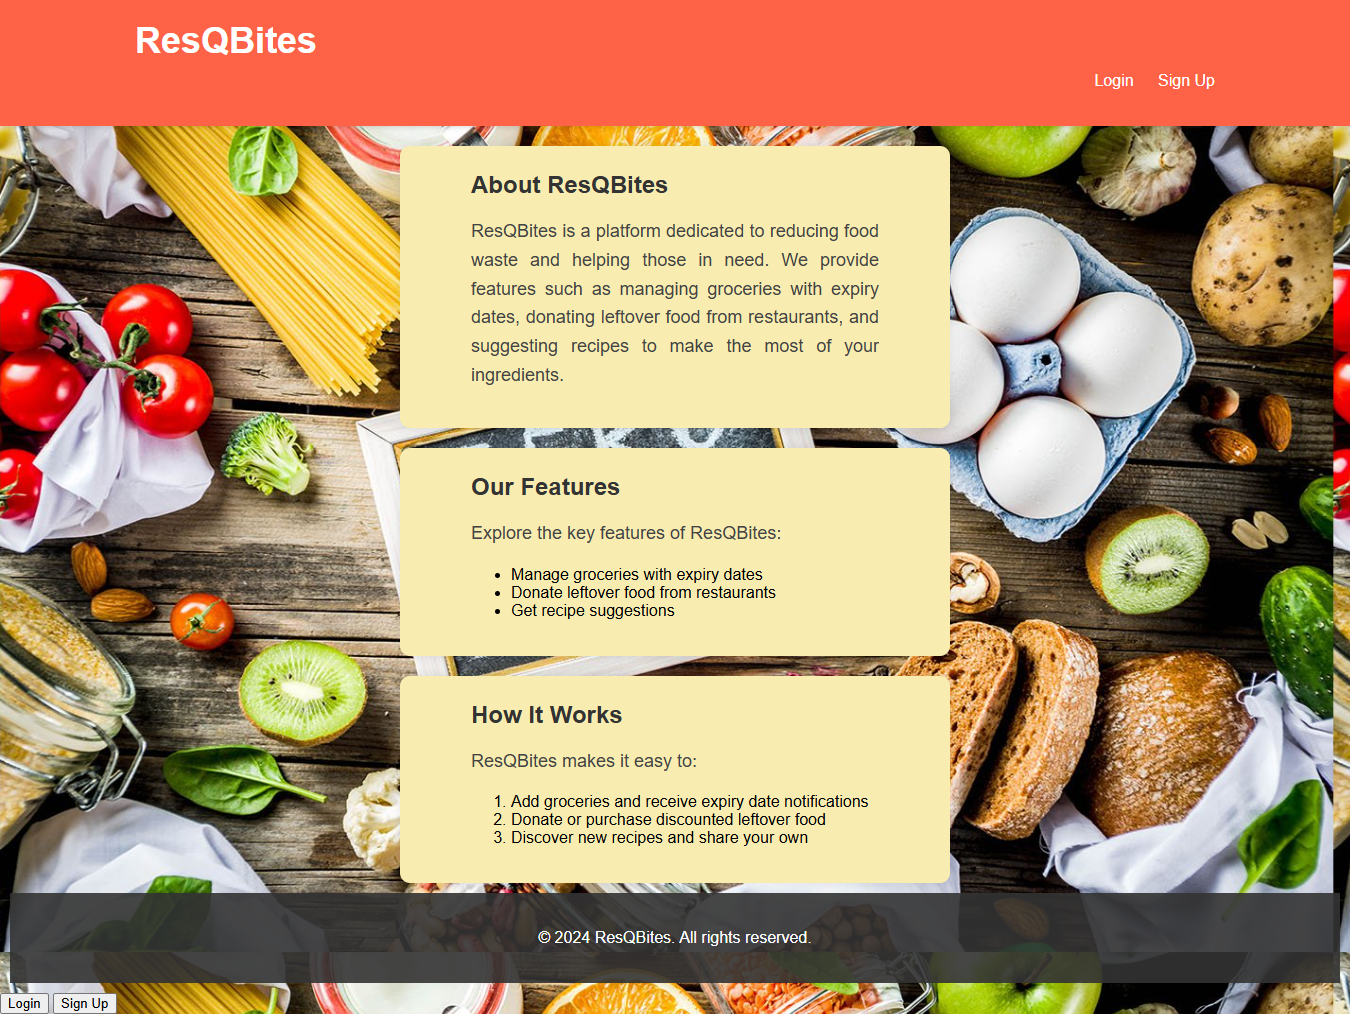 ResQBites
Login Sign Up
About ResQBites
ResQBites is a platform dedicated to reducing food
waste and helping those in need. We provide
features such as managing groceries with expiry
dates, donating leftover food from restaurants, and
suggesting recipes to make the most of your
ingredients.
Our Features
Explore the key features of ResQBites:
• Manage groceries with expiry dates
• Donate leftover food from restaurants
• Get recipe suggestions
How It Works
ResQBites makes it easy to:
1. Add groceries and receive expiry date notifications
2. Donate or purchase discounted leftover food
3. Discover new recipes and share your own
© 2024 ResQBites. All rights reserved.
Login Sign Up